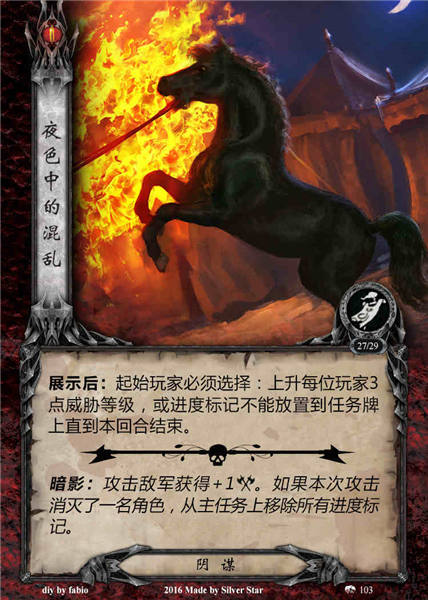 夜色中的混乱
27/29
展示后：起始玩家必须选择：上升每位玩家3
点威胁等级，或进度标记不能放置到任务牌
上直到本回合结束。
暗影：攻击敌军获得+1。如果本次攻击
消灭了一名角色，从主任务上移除所有进度标
记。
阴谋
diy by fabio
2016 Made by Silver Star
103